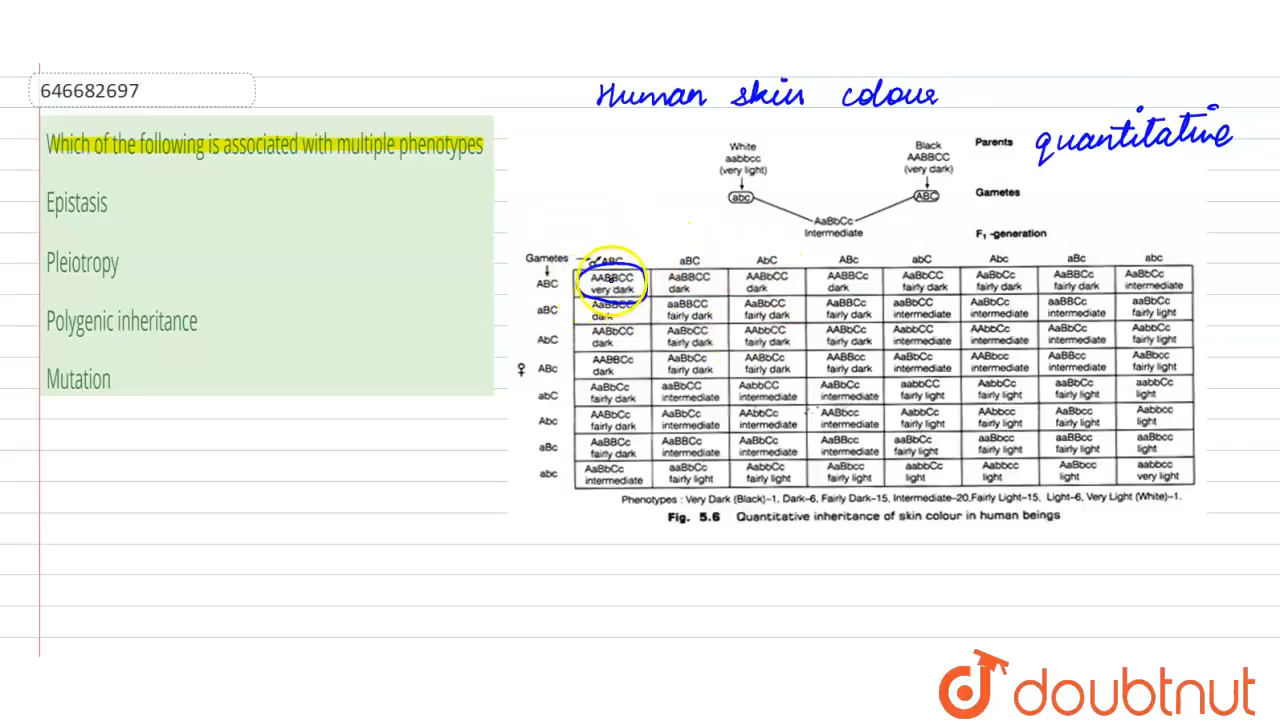 646682697
Human skin colour
Which of the following is associated with multiple phenotypes
Epistasis
Pleiotropy
Polygenic inheritance
Mutation
quantitative
White Black Parents
aabbcc AABBCC
(very light) (very dark)
abc ABC Gametes
AaBbCc
Intermediate F₁ -generation
Gametes ♂ ABC aBC AbC ABc abC Abc aBc abc
ABC AABBCC AaBBCC AABbCC AABBCc AaBbCC AABbCc AaBBCc AaBbCc
very dark dark dark dark fairly dark fairly dark fairly dark intermediate
aBC AaBBCC aaBBCC AaBbCC AaBBCc aaBbCC AaBbCc aaBBCc aaBbCc
dark fairly dark fairly dark fairly dark intermediate intermediate intermediate fairly light
AbC AABbCC AaBbCC AAbbCC AABbCc AabbCC AAbbCc AaBbCc AabbCc
dark fairly dark fairly dark fairly dark intermediate intermediate intermediate fairly light
♀ ABc AABBCc
dark fairly dark fairly dark fairly dark intermediate intermediate intermediate fairly light
abC AaBbCC aaBbCC AabbCC AaBbCc aabbCC AabbCc aaBbCc aabbCc
fairly dark intermediate intermediate intermediate fairly light fairly light fairly light light
Abc AABbCc AaBbCc AAbbCc AABbcc AabbCc AAbbcc AaBbcc Aabbcc
fairly dark intermediate intermediate intermediate fairly light fairly light fairly light light
aBc AaBBCc AaBBCc AaBbCc AaBBcc aaBbCc aaBbcc aaBBcc aaBbcc
fairly dark intermediate intermediate intermediate fairly light fairly light fairly light light
abc AaBbCc aaBbCc AabbCc AaBbcc aabbCc Aabbcc AaBbcc aabbcc
intermediate fairly light fairly light fairly light light light light very light
Phenotypes : Very Dark (Black)–1, Dark–6, Fairly Dark–15, Intermediate–20,Fairly Light–15, Light–6, Very Light (White)–1.
Fig. 5.6 Quantitative inheritance of skin colour in human beings
doubtnut